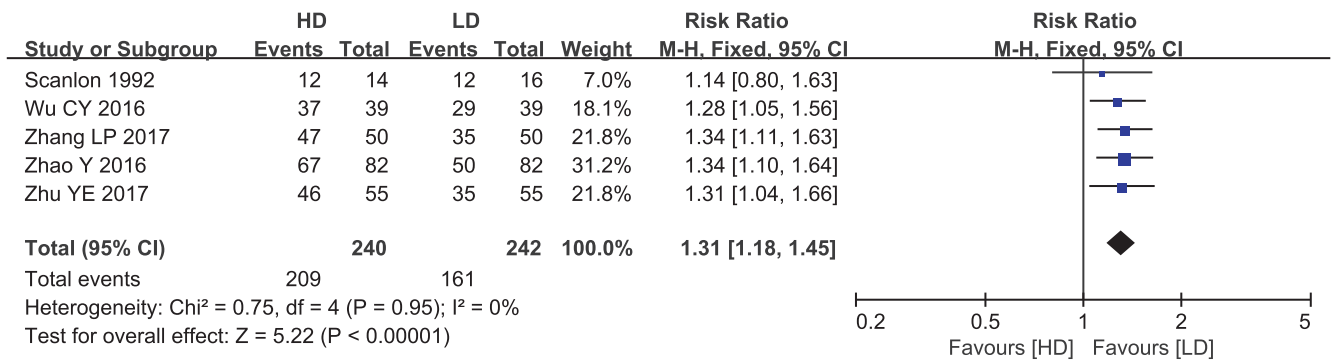 HD LD Risk Ratio Risk Ratio
Study or Subgroup Events Total Events Total Weight M-H, Fixed, 95% CI M-H, Fixed, 95% CI
Scanlon 1992 12 14 12 16 7.0% 1.14 [0.80, 1.63]
Wu CY 2016 37 39 29 39 18.1% 1.28 [1.05, 1.56]
Zhang LP 2017 47 50 35 50 21.8% 1.34 [1.11, 1.63]
Zhao Y 2016 67 82 50 82 31.2% 1.34 [1.10, 1.64]
Zhu YE 2017 46 55 35 55 21.8% 1.31 [1.04, 1.66]
Total (95% CI) 240 242 100.0% 1.31 [1.18, 1.45]
Total events 209 161
Heterogeneity: Chi² = 0.75, df = 4 (P = 0.95); I² = 0%
Test for overall effect: Z = 5.22 (P < 0.00001)
0.2 0.5 1 2 5
Favours [HD] Favours [LD]